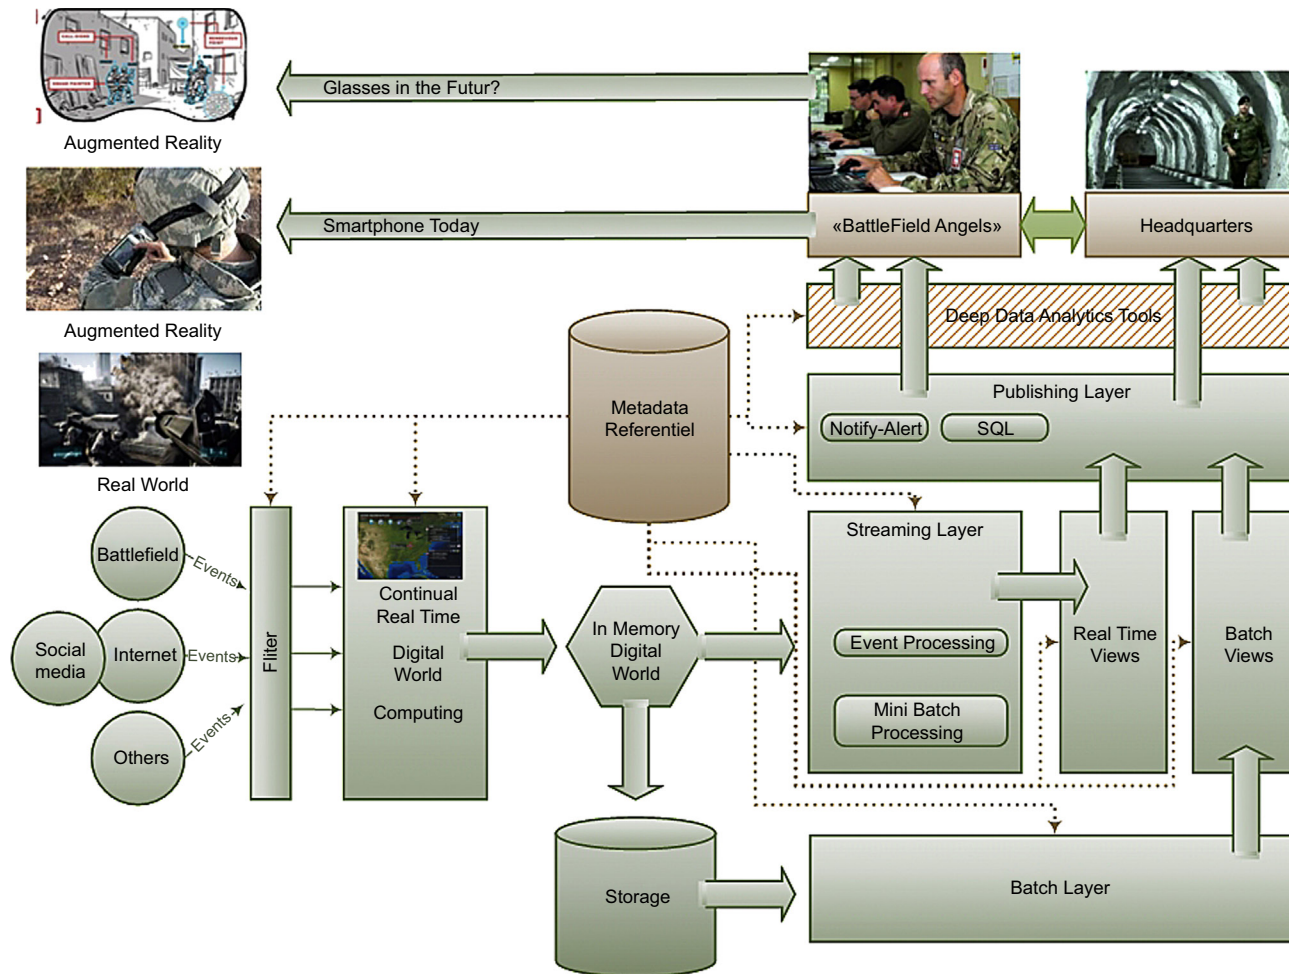 CALL SIGN
Glasses in the Futur?
Augmented Reality
Smartphone Today
«BattleField Angels»
Headquarters
Augmented Reality
Deep Data Analytics Tools
Metadata
Referentiel
Publishing Layer
Notify-Alert
SQL
Real World
Battlefield
Events
Social
media
Internet
Events
Others
Events
Fliter
Continual
Real Time
Digital
World
Computing
In Memory
Digital
World
Streaming Layer
Event Processing
Mini Batch
Processing
Real Time
Views
Batch
Views
Storage
Batch Layer